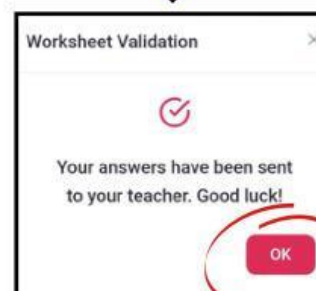 Worksheet Validation
Your answers have been sent
to your teacher. Good luck!
OK